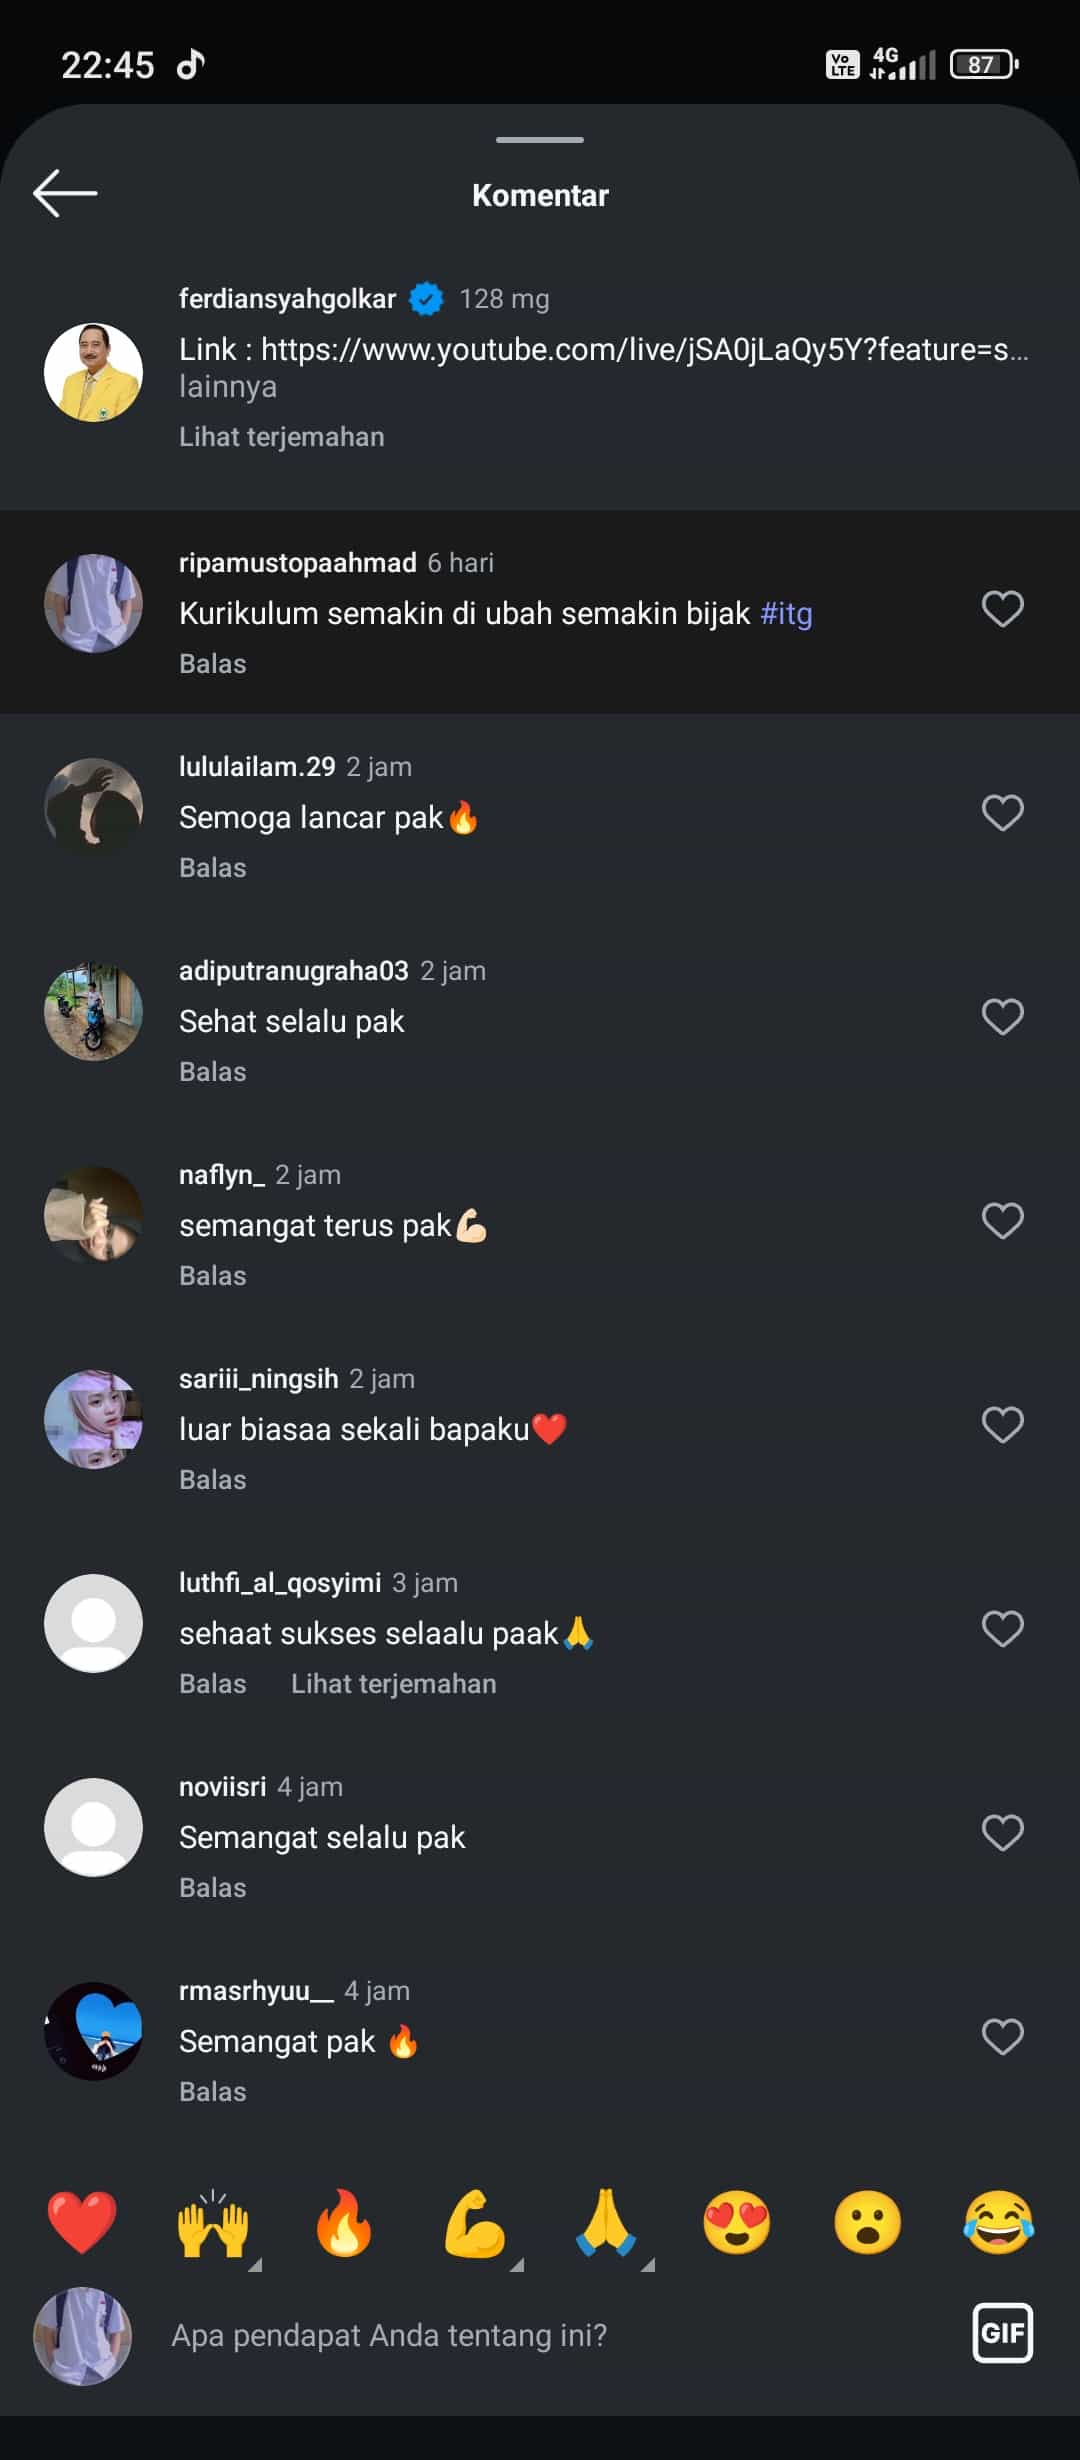 22:45
Vo LTE 4G 87
Komentar
ferdiansyahgolkar 128 mg
Link : https://www.youtube.com/live/jSA0jLaQy5Y?feature=s...
lainnya
Lihat terjemahan
ripamustopaahmad 6 hari
Kurikulum semakin di ubah semakin bijak #itg
Balas
lululailam.29 2 jam
Semoga lancar pak🔥
Balas
adiputranugraha03 2 jam
Sehat selalu pak
Balas
naflyn_ 2 jam
semangat terus pak💪🏻
Balas
sariii_ningsih 2 jam
luar biasaa sekali bapaku❤️
Balas
luthfi_al_qosyimi 3 jam
sehaat sukses selaalu paak🙏
Balas Lihat terjemahan
noviisri 4 jam
Semangat selalu pak
Balas
rmasrhyuu__ 4 jam
Semangat pak 🔥
Balas
Apa pendapat Anda tentang ini?
GIF